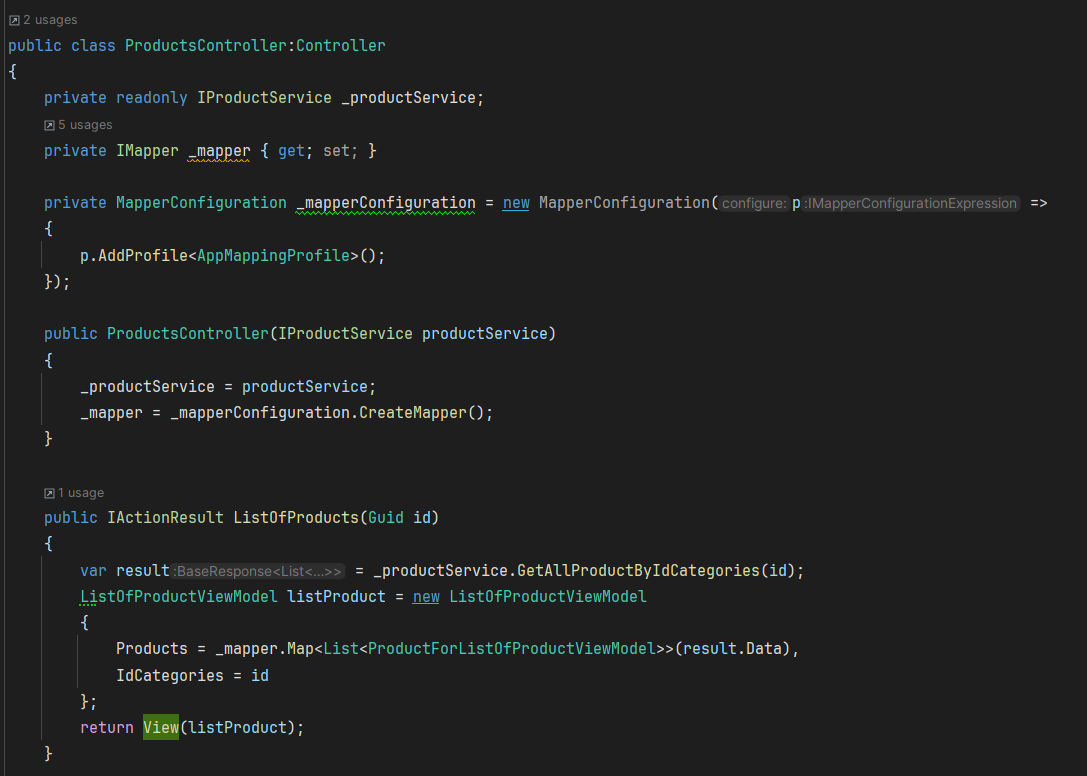 2 usages
public class ProductsController:Controller
{
    private readonly IProductService _productService;
    5 usages
    private IMapper _mapper { get; set; }
    private MapperConfiguration _mapperConfiguration = new MapperConfiguration( configure: p :IMapperConfigurationExpression =>
    {
        p.AddProfile<AppMappingProfile>();
    });
    public ProductsController(IProductService productService)
    {
        _productService = productService;
        _mapper = _mapperConfiguration.CreateMapper();
    }
    1 usage
    public IActionResult ListOfProducts(Guid id)
    {
        var result :BaseResponse<List<...>> = _productService.GetAllProductByIdCategories(id);
        ListOfProductViewModel listProduct = new ListOfProductViewModel
        {
            Products = _mapper.Map<List<ProductForListOfProductViewModel>>(result.Data),
            IdCategories = id
        };
        return View(listProduct);
    }